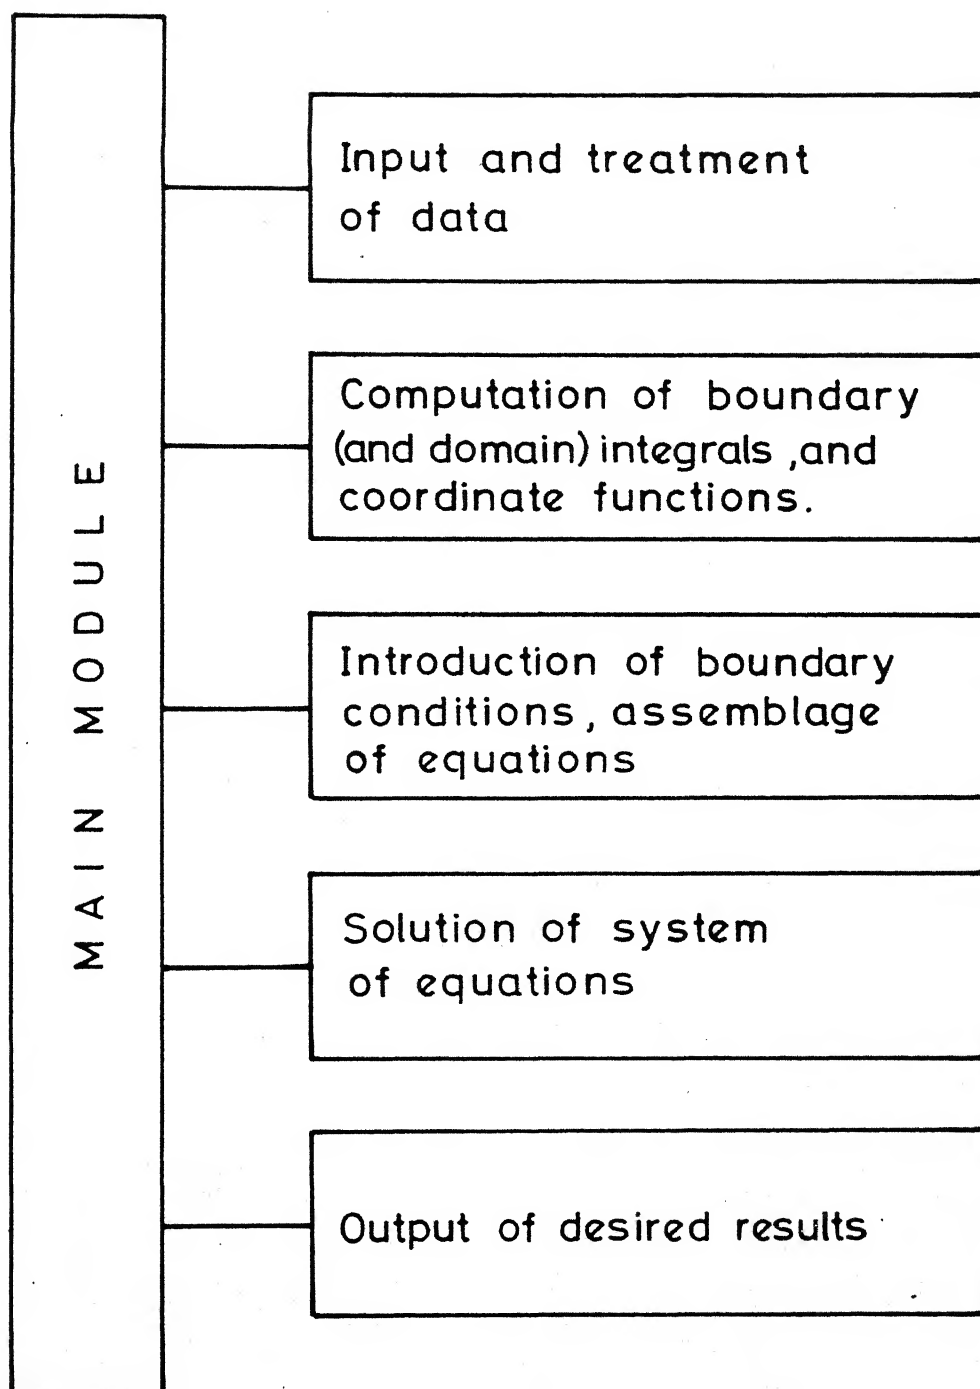 MAIN MODULE
Input and treatment
of data
Computation of boundary
(and domain) integrals ,and
coordinate functions.
Introduction of boundary
conditions, assemblage
of equations
Solution of system
of equations
Output of desired results